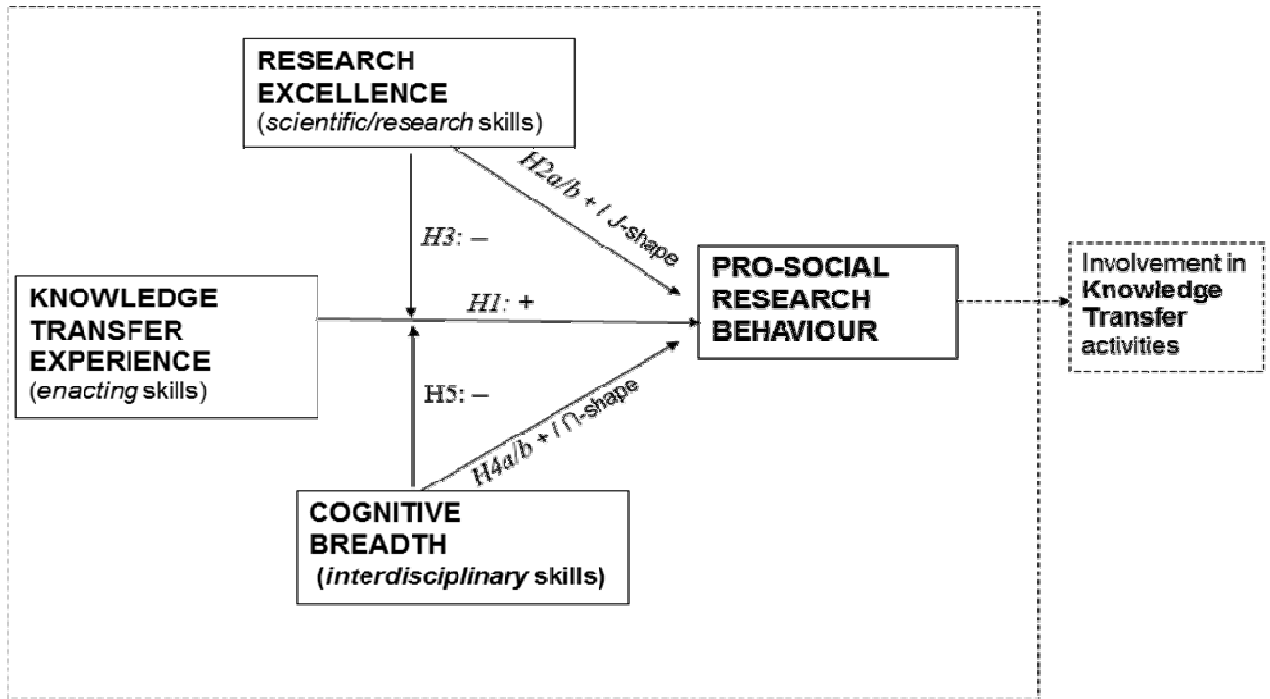 RESEARCH
EXCELLENCE
(scientific/research skills)
H2a/b + / J-shape
H3: –
H1: +
KNOWLEDGE
TRANSFER
EXPERIENCE
(enacting skills)
PRO-SOCIAL
RESEARCH
BEHAVIOUR
Involvement in
Knowledge
Transfer
activities
H5: –
H4a/b + / ∩-shape
COGNITIVE
BREADTH
(interdisciplinary skills)